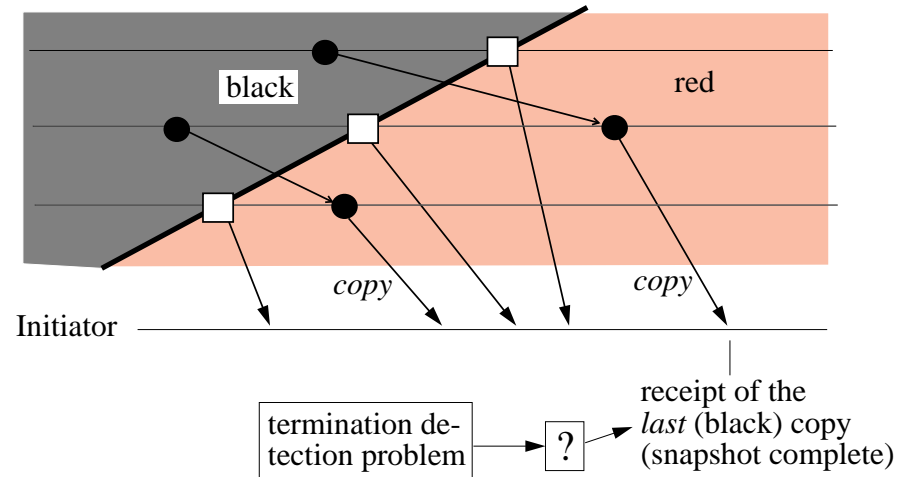 black
red
copy
copy
Initiator
termination de-
tection problem
?
receipt of the
last (black) copy
(snapshot complete)